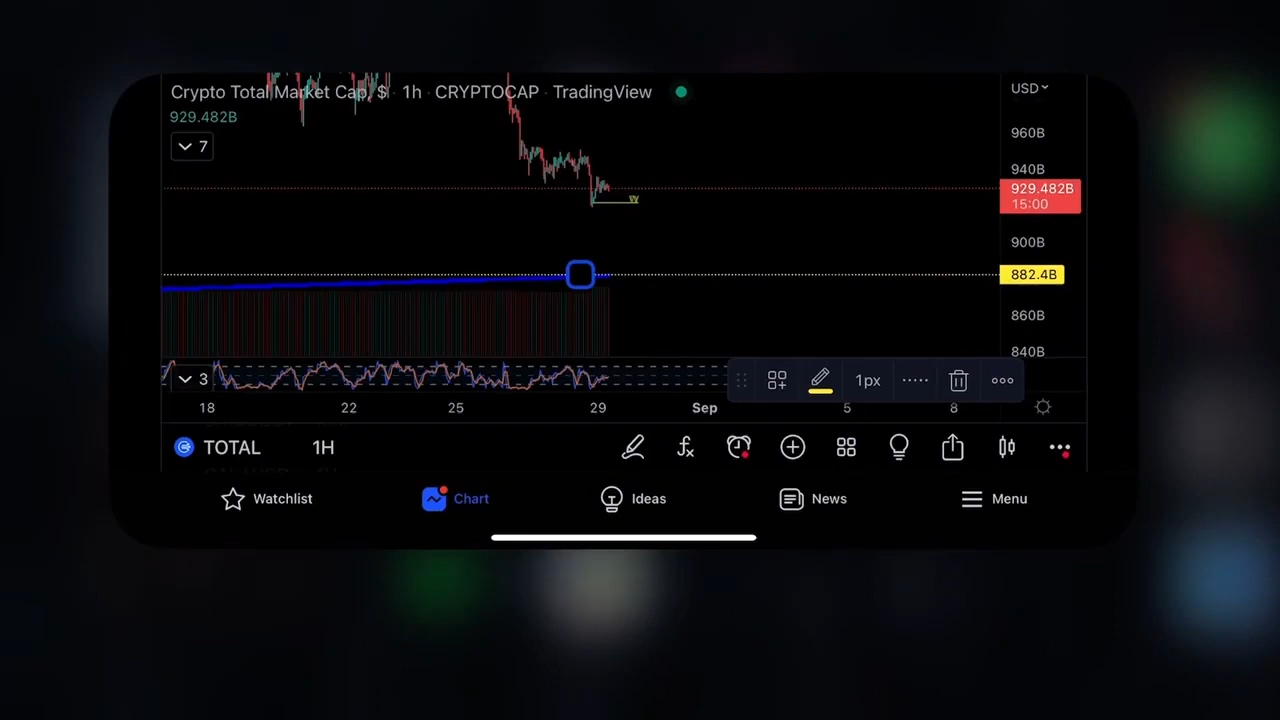 Crypto Total Market Cap, $ · 1h · CRYPTOCAP · TradingView
USD
929.482B
7
960B
940B
929.482B
15:00
900B
882.4B
860B
840B
3
1px
18 22 25 29 Sep 5 8
TOTAL 1H
Watchlist Chart Ideas News Menu